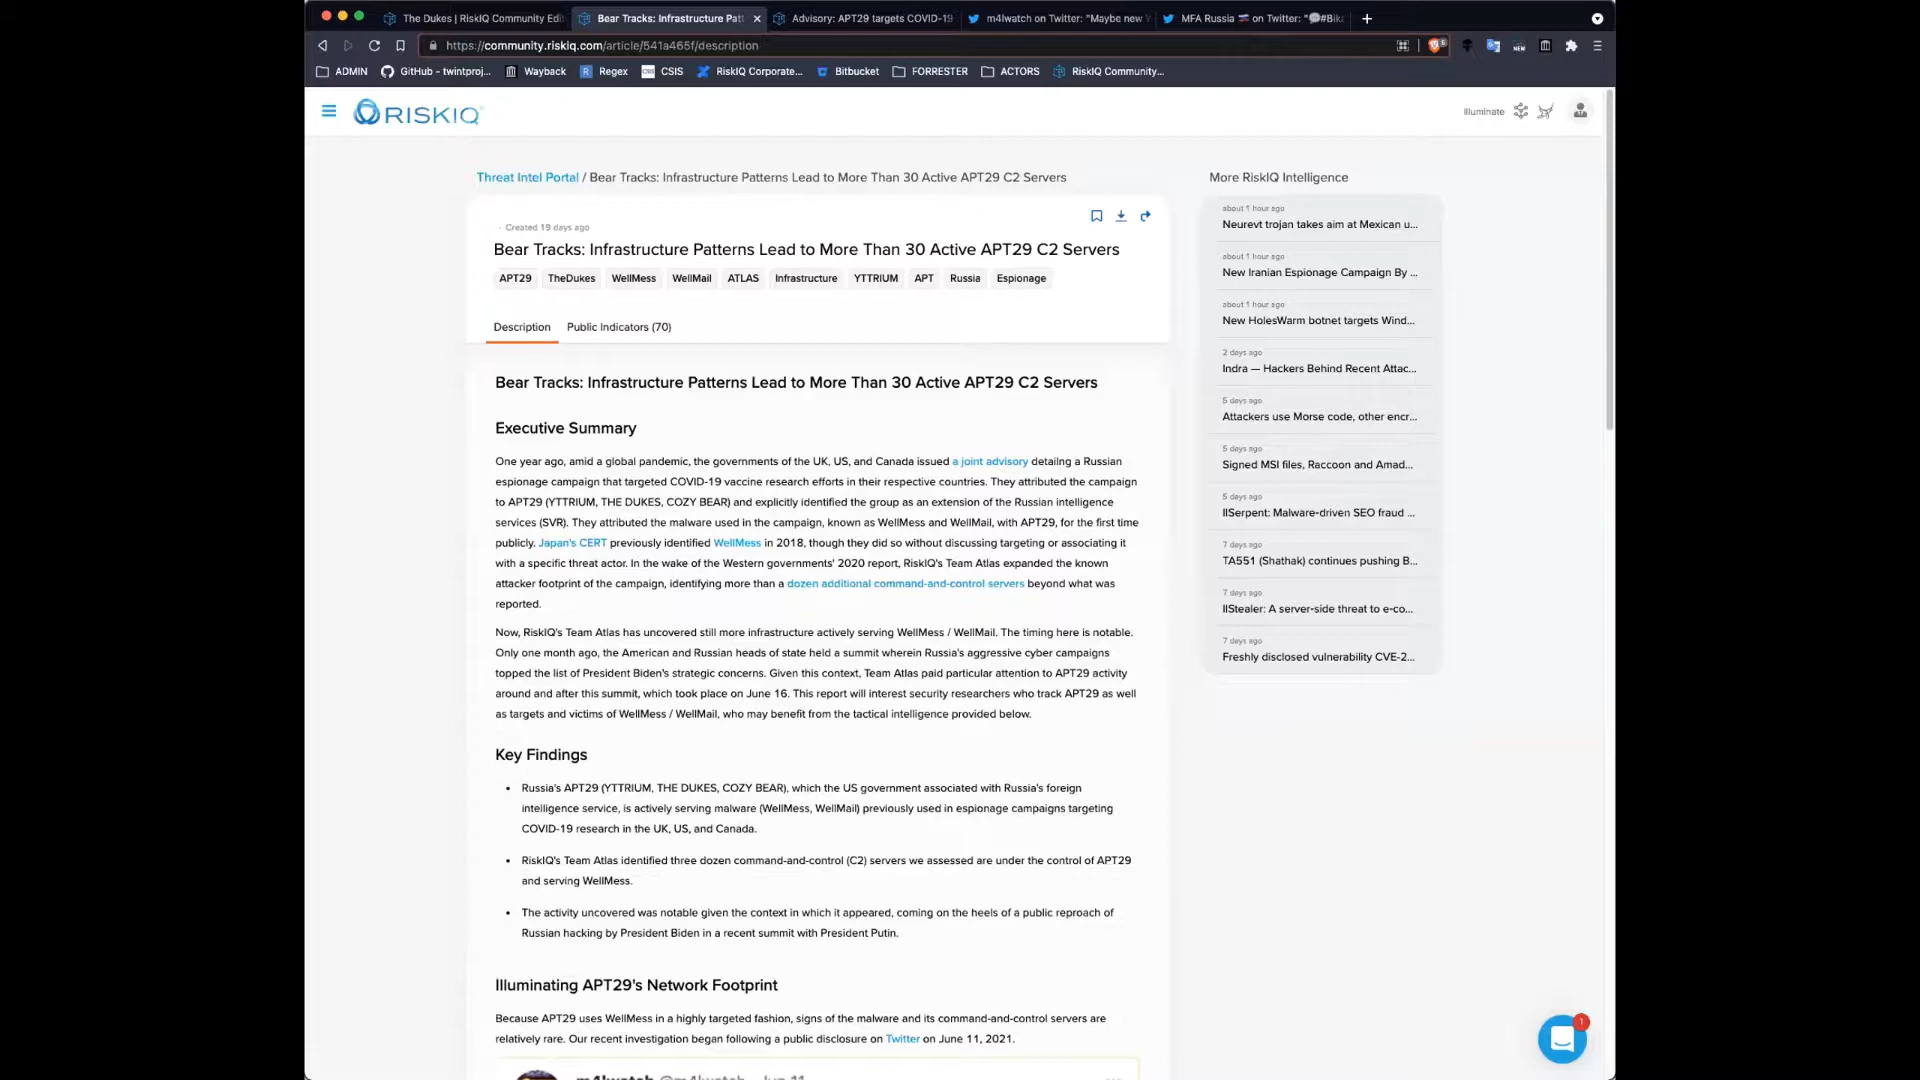 The Dukes | RiskIQ Community Edi
Bear Tracks: Infrastructure Patt
Advisory: APT29 targets COVID-19
m4lwatch on Twitter: "Maybe new
MFA Russia 🇷🇺 on Twitter: "💬#Bik
https://community.riskiq.com/article/541a465f/description
ADMIN
GitHub - twintproj...
Wayback
Regex
CSIS
RiskIQ Corporate...
Bitbucket
FORRESTER
ACTORS
RiskIQ Community...
RISKIQ
Illuminate
Threat Intel Portal / Bear Tracks: Infrastructure Patterns Lead to More Than 30 Active APT29 C2 Servers
· Created 19 days ago
Bear Tracks: Infrastructure Patterns Lead to More Than 30 Active APT29 C2 Servers
APT29 TheDukes WellMess WellMail ATLAS Infrastructure YTTRIUM APT Russia Espionage
Description Public Indicators (70)
Bear Tracks: Infrastructure Patterns Lead to More Than 30 Active APT29 C2 Servers
Executive Summary
One year ago, amid a global pandemic, the governments of the UK, US, and Canada issued a joint advisory detailng a Russian
espionage campaign that targeted COVID-19 vaccine research efforts in their respective countries. They attributed the campaign
to APT29 (YTTRIUM, THE DUKES, COZY BEAR) and explicitly identified the group as an extension of the Russian intelligence
services (SVR). They attributed the malware used in the campaign, known as WellMess and WellMail, with APT29, for the first time
publicly. Japan's CERT previously identified WellMess in 2018, though they did so without discussing targeting or associating it
with a specific threat actor. In the wake of the Western governments' 2020 report, RiskIQ's Team Atlas expanded the known
attacker footprint of the campaign, identifying more than a dozen additional command-and-control servers beyond what was
reported.
Now, RiskIQ's Team Atlas has uncovered still more infrastructure actively serving WellMess / WellMail. The timing here is notable.
Only one month ago, the American and Russian heads of state held a summit wherein Russia's aggressive cyber campaigns
topped the list of President Biden's strategic concerns. Given this context, Team Atlas paid particular attention to APT29 activity
around and after this summit, which took place on June 16. This report will interest security researchers who track APT29 as well
as targets and victims of WellMess / WellMail, who may benefit from the tactical intelligence provided below.
Key Findings
• Russia's APT29 (YTTRIUM, THE DUKES, COZY BEAR), which the US government associated with Russia's foreign
intelligence service, is actively serving malware (WellMess, WellMail) previously used in espionage campaigns targeting
COVID-19 research in the UK, US, and Canada.
• RiskIQ's Team Atlas identified three dozen command-and-control (C2) servers we assessed are under the control of APT29
and serving WellMess.
• The activity uncovered was notable given the context in which it appeared, coming on the heels of a public reproach of
Russian hacking by President Biden in a recent summit with President Putin.
Illuminating APT29's Network Footprint
Because APT29 uses WellMess in a highly targeted fashion, signs of the malware and its command-and-control servers are
relatively rare. Our recent investigation began following a public disclosure on Twitter on June 11, 2021.
m4lwatch @m4lwatch · Jun 11
More RiskIQ Intelligence
about 1 hour ago
Neurevt trojan takes aim at Mexican u...
about 1 hour ago
New Iranian Espionage Campaign By ...
about 1 hour ago
New HolesWarm botnet targets Wind...
2 days ago
Indra — Hackers Behind Recent Attac...
5 days ago
Attackers use Morse code, other encr...
5 days ago
Signed MSI files, Raccoon and Amad...
5 days ago
IISerpent: Malware-driven SEO fraud ...
7 days ago
TA551 (Shathak) continues pushing B...
7 days ago
IIStealer: A server-side threat to e-co...
7 days ago
Freshly disclosed vulnerability CVE-2...
1